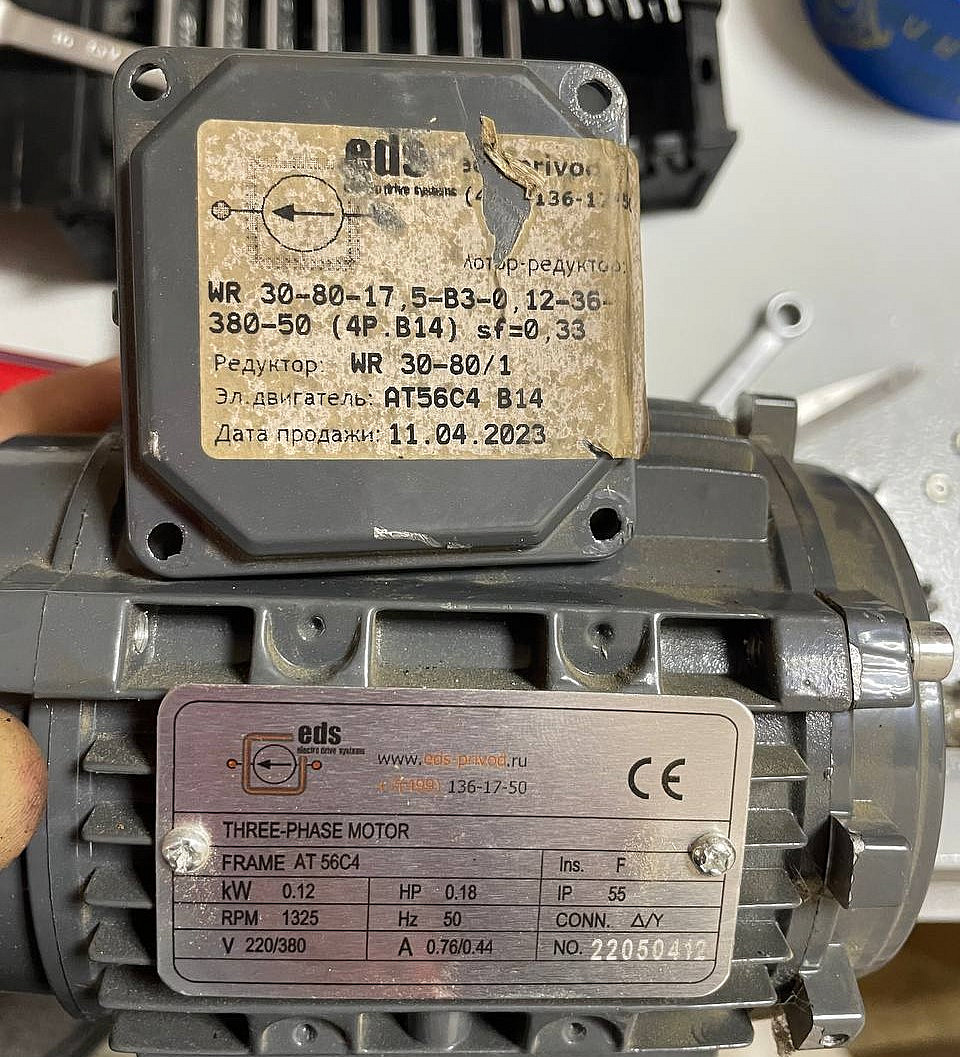 eds
drive systems
136-17-50
WR 30-80-17,5-B3-0,12-36-
380-50 (4P.B14) sf=0,33
Редуктор: WR 30-80/1
Эл.двигатель: AT56C4 B14
Дата продажи: 11.04.2023
eds
electro drive systems
www.eds-privod.ru
136-17-50
CE
THREE-PHASE MOTOR
FRAME AT 56C4 Ins. F
kW 0.12 HP 0.18 IP 55
RPM 1325 Hz 50 CONN. Δ/Y
V 220/380 A 0.76/0.44 NO. 22050412